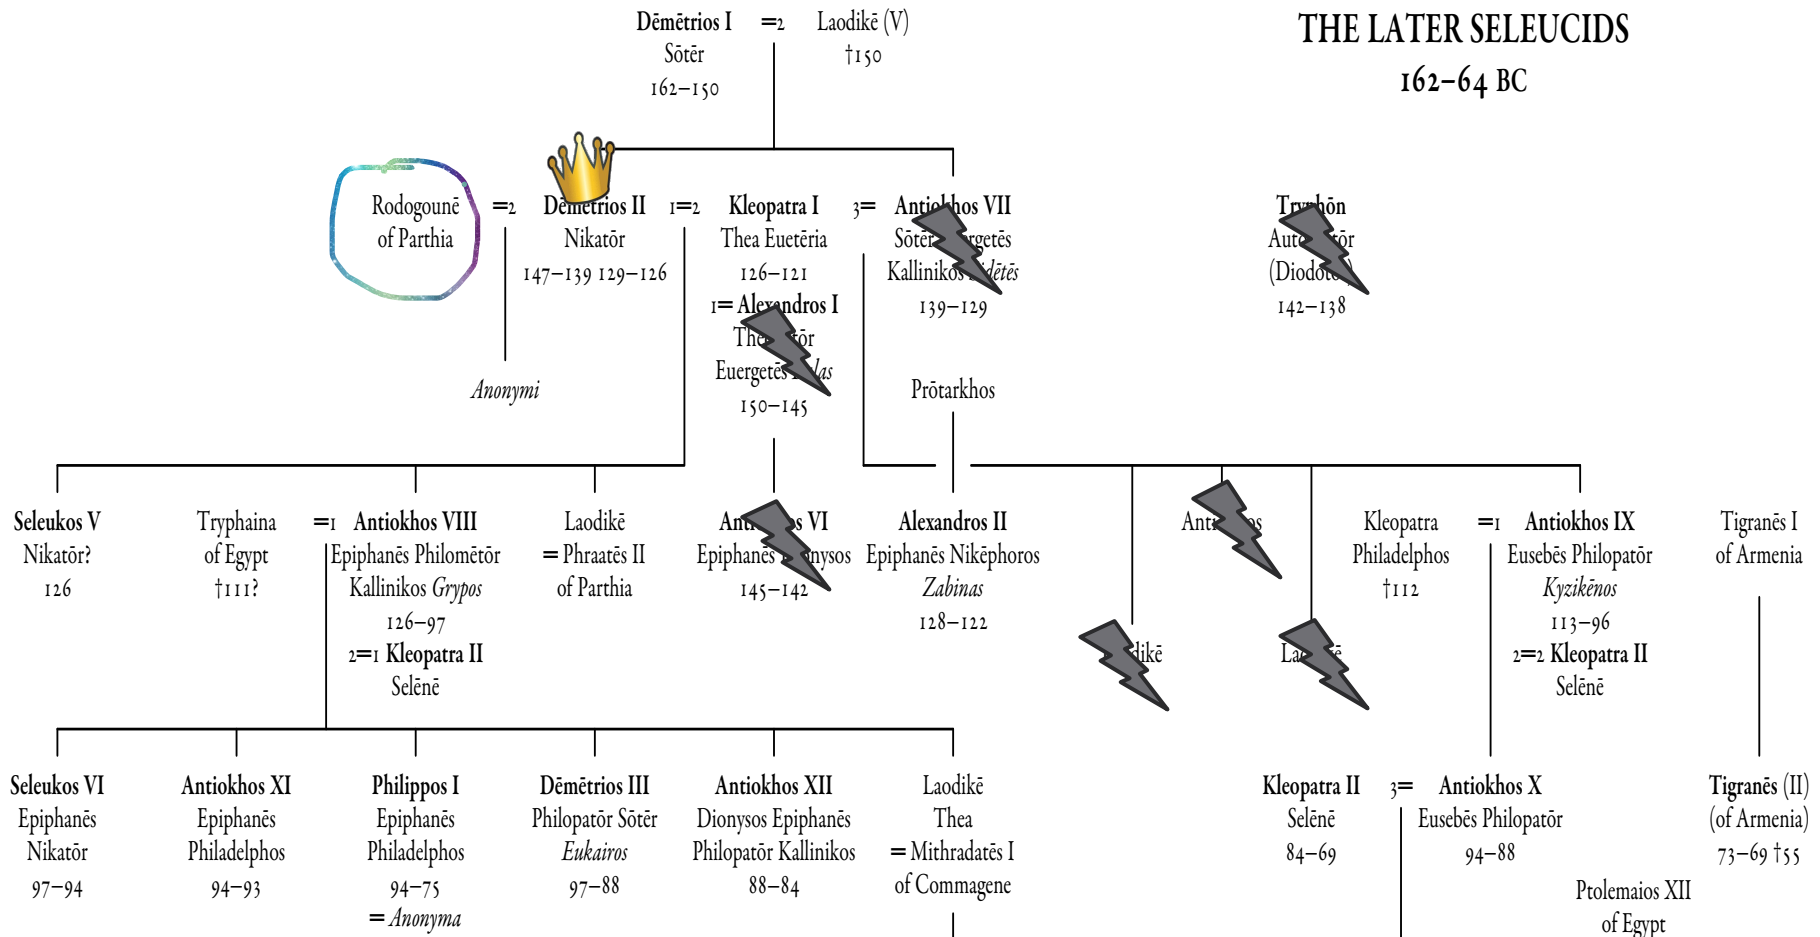 THE LATER SELEUCIDS
162–64 BC
Dēmētrios I =2 Laodikē (V)
Sōtēr †150
162–150
Rodogounē =2 Dēmētrios II 1=2 Kleopatra I 3= Antiokhos VII Tryphōn
of Parthia Nikatōr Thea Euetēria Sōtēr
147–139 129–126 126–121 Kallinikos
1= Alexandros I 139–129 142–138
Euergetēs
Anonymi 150–145 Prōtarkhos
Seleukos V Tryphaina =1 Antiokhos VIII Laodikē VI Alexandros II Kleopatra =1 Antiokhos IX Tigranēs I
Nikatōr? of Egypt Epiphanēs Philomētōr = Phraatēs II Epiphanēs Epiphanēs Nikēphoros Philadelphos Eusebēs Philopatōr of Armenia
126 †111? Kallinikos Grypos of Parthia 145–142 Zabinas †112 Kyzikēnos
126–97 128–122 113–96
2=1 Kleopatra II 2=2 Kleopatra II
Selēnē Selēnē
Seleukos VI Antiokhos XI Philippos I Dēmētrios III Antiokhos XII Laodikē Kleopatra II 3= Antiokhos X Tigranēs (II)
Epiphanēs Epiphanēs Epiphanēs Philopatōr Sōtēr Dionysos Epiphanēs Thea Selēnē Eusebēs Philopatōr (of Armenia)
Nikatōr Philadelphos Philadelphos Eukairos Philopatōr Kallinikos = Mithradatēs I 84–69 94–88 73–69 †55
97–94 94–93 94–75 97–88 88–84 of Commagene Ptolemaios XII
= Anonyma of Egypt